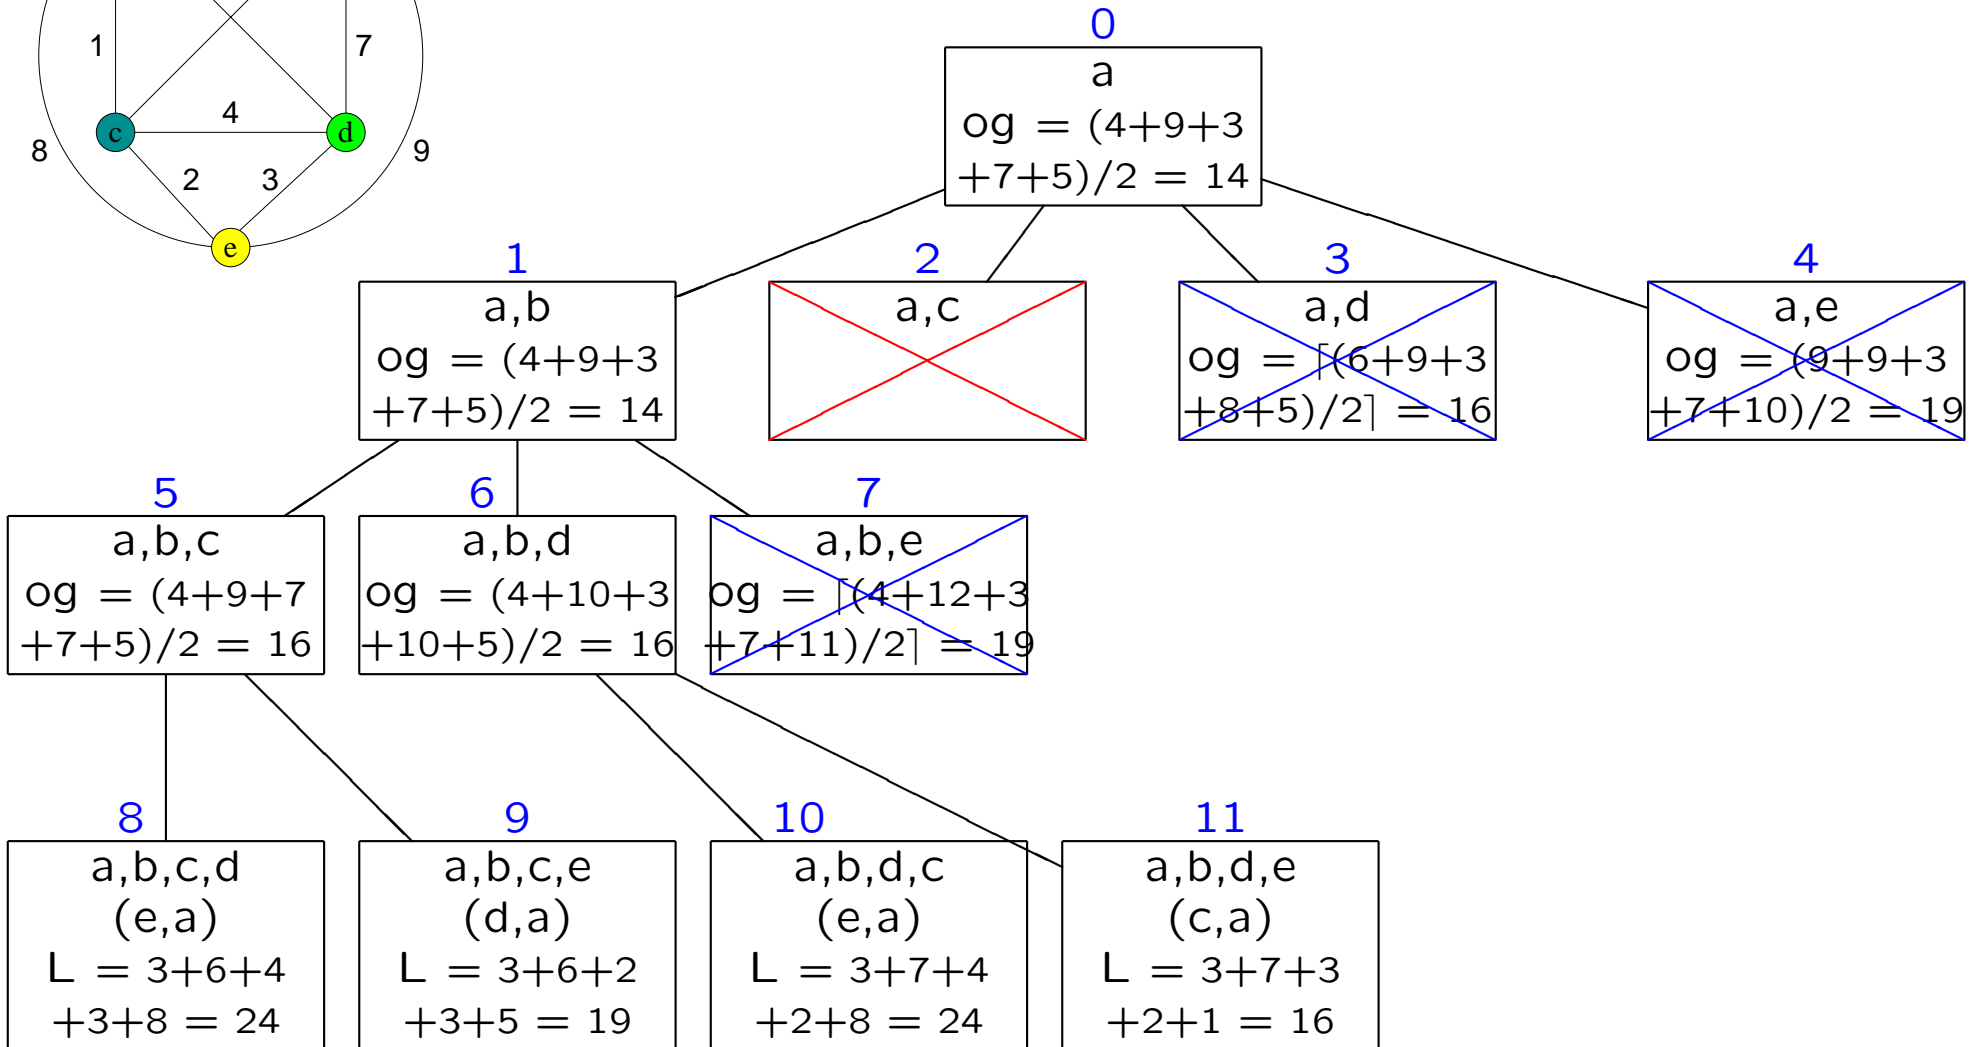 1
7
4
c
d
8
9
2
3
e
0
a
og = (4+9+3
+7+5)/2 = 14
1
a,b
og = (4+9+3
+7+5)/2 = 14
2
a,c
3
a,d
og = ⌈(6+9+3
+8+5)/2⌉ = 16
4
a,e
og = (9+9+3
+7+10)/2 = 19
5
a,b,c
og = (4+9+7
+7+5)/2 = 16
6
a,b,d
og = (4+10+3
+10+5)/2 = 16
7
a,b,e
og = ⌈(4+12+3
+7+11)/2⌉ = 19
8
a,b,c,d
(e,a)
L = 3+6+4
+3+8 = 24
9
a,b,c,e
(d,a)
L = 3+6+2
+3+5 = 19
10
a,b,d,c
(e,a)
L = 3+7+4
+2+8 = 24
11
a,b,d,e
(c,a)
L = 3+7+3
+2+1 = 16